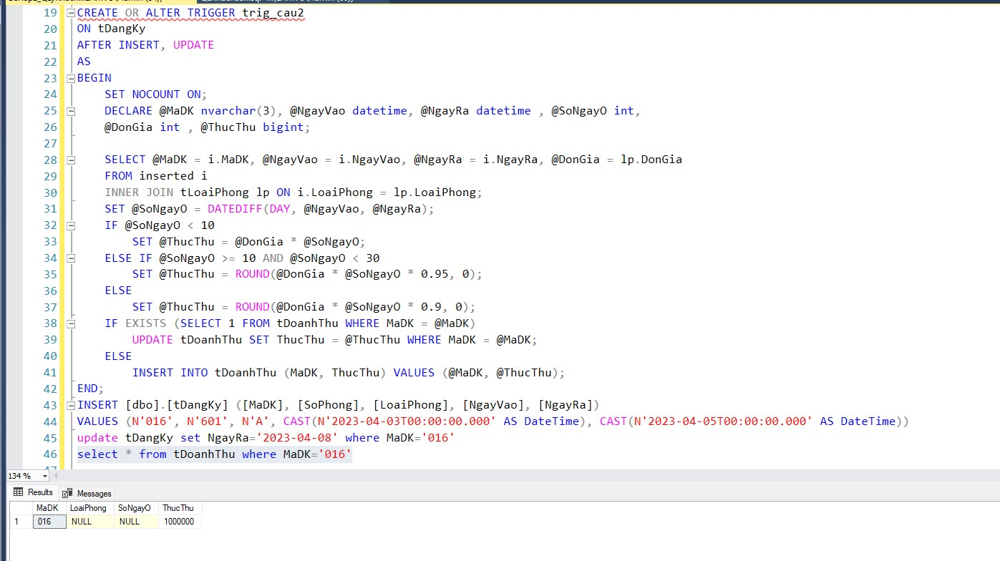 19 CREATE OR ALTER TRIGGER trig_cau2
20 ON tDangKy
21 AFTER INSERT, UPDATE
22 AS
23 BEGIN
24 SET NOCOUNT ON;
25 DECLARE @MaDK nvarchar(3), @NgayVao datetime, @NgayRa datetime , @SoNgayO int,
26 @DonGia int , @ThucThu bigint;
27
28 SELECT @MaDK = i.MaDK, @NgayVao = i.NgayVao, @NgayRa = i.NgayRa, @DonGia = lp.DonGia
29 FROM inserted i
30 INNER JOIN tLoaiPhong lp ON i.LoaiPhong = lp.LoaiPhong;
31 SET @SoNgayO = DATEDIFF(DAY, @NgayVao, @NgayRa);
32 IF @SoNgayO < 10
33 SET @ThucThu = @DonGia * @SoNgayO;
34 ELSE IF @SoNgayO >= 10 AND @SoNgayO < 30
35 SET @ThucThu = ROUND(@DonGia * @SoNgayO * 0.95, 0);
36 ELSE
37 SET @ThucThu = ROUND(@DonGia * @SoNgayO * 0.9, 0);
38 IF EXISTS (SELECT 1 FROM tDoanhThu WHERE MaDK = @MaDK)
39 UPDATE tDoanhThu SET ThucThu = @ThucThu WHERE MaDK = @MaDK;
40 ELSE
41 INSERT INTO tDoanhThu (MaDK, ThucThu) VALUES (@MaDK, @ThucThu);
42 END;
43 INSERT [dbo].[tDangKy] ([MaDK], [SoPhong], [LoaiPhong], [NgayVao], [NgayRa])
44 VALUES (N'016', N'601', N'A', CAST(N'2023-04-03T00:00:00.000' AS DateTime), CAST(N'2023-04-05T00:00:00.000' AS DateTime))
45 update tDangKy set NgayRa='2023-04-08' where MaDK='016'
46 select * from tDoanhThu where MaDK='016'
47
134 %
Results Messages
MaDK LoaiPhong SoNgayO ThucThu
1 016 NULL NULL 1000000